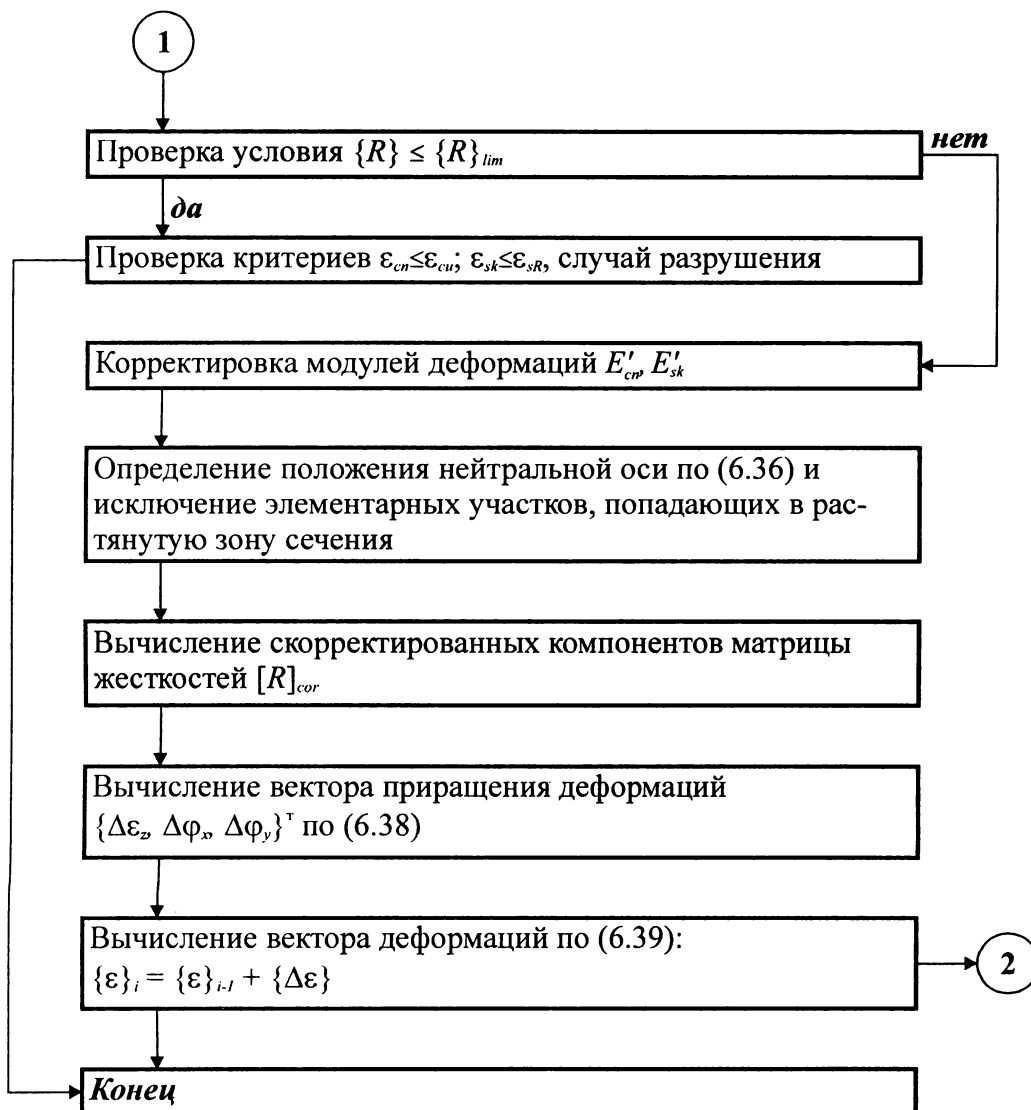 1
Проверка условия {R} ≤ {R}lim
нет
да
Проверка критериев εcn≤εcu; εsk≤εsR, случай разрушения
Корректировка модулей деформаций E′cn, E′sk
Определение положения нейтральной оси по (6.36) и
исключение элементарных участков, попадающих в рас-
тянутую зону сечения
Вычисление скорректированных компонентов матрицы
жесткостей [R]cor
Вычисление вектора приращения деформаций
{Δεz, Δφx, Δφy}т по (6.38)
Вычисление вектора деформаций по (6.39):
{ε}i = {ε}i-1 + {Δε}
2
Конец